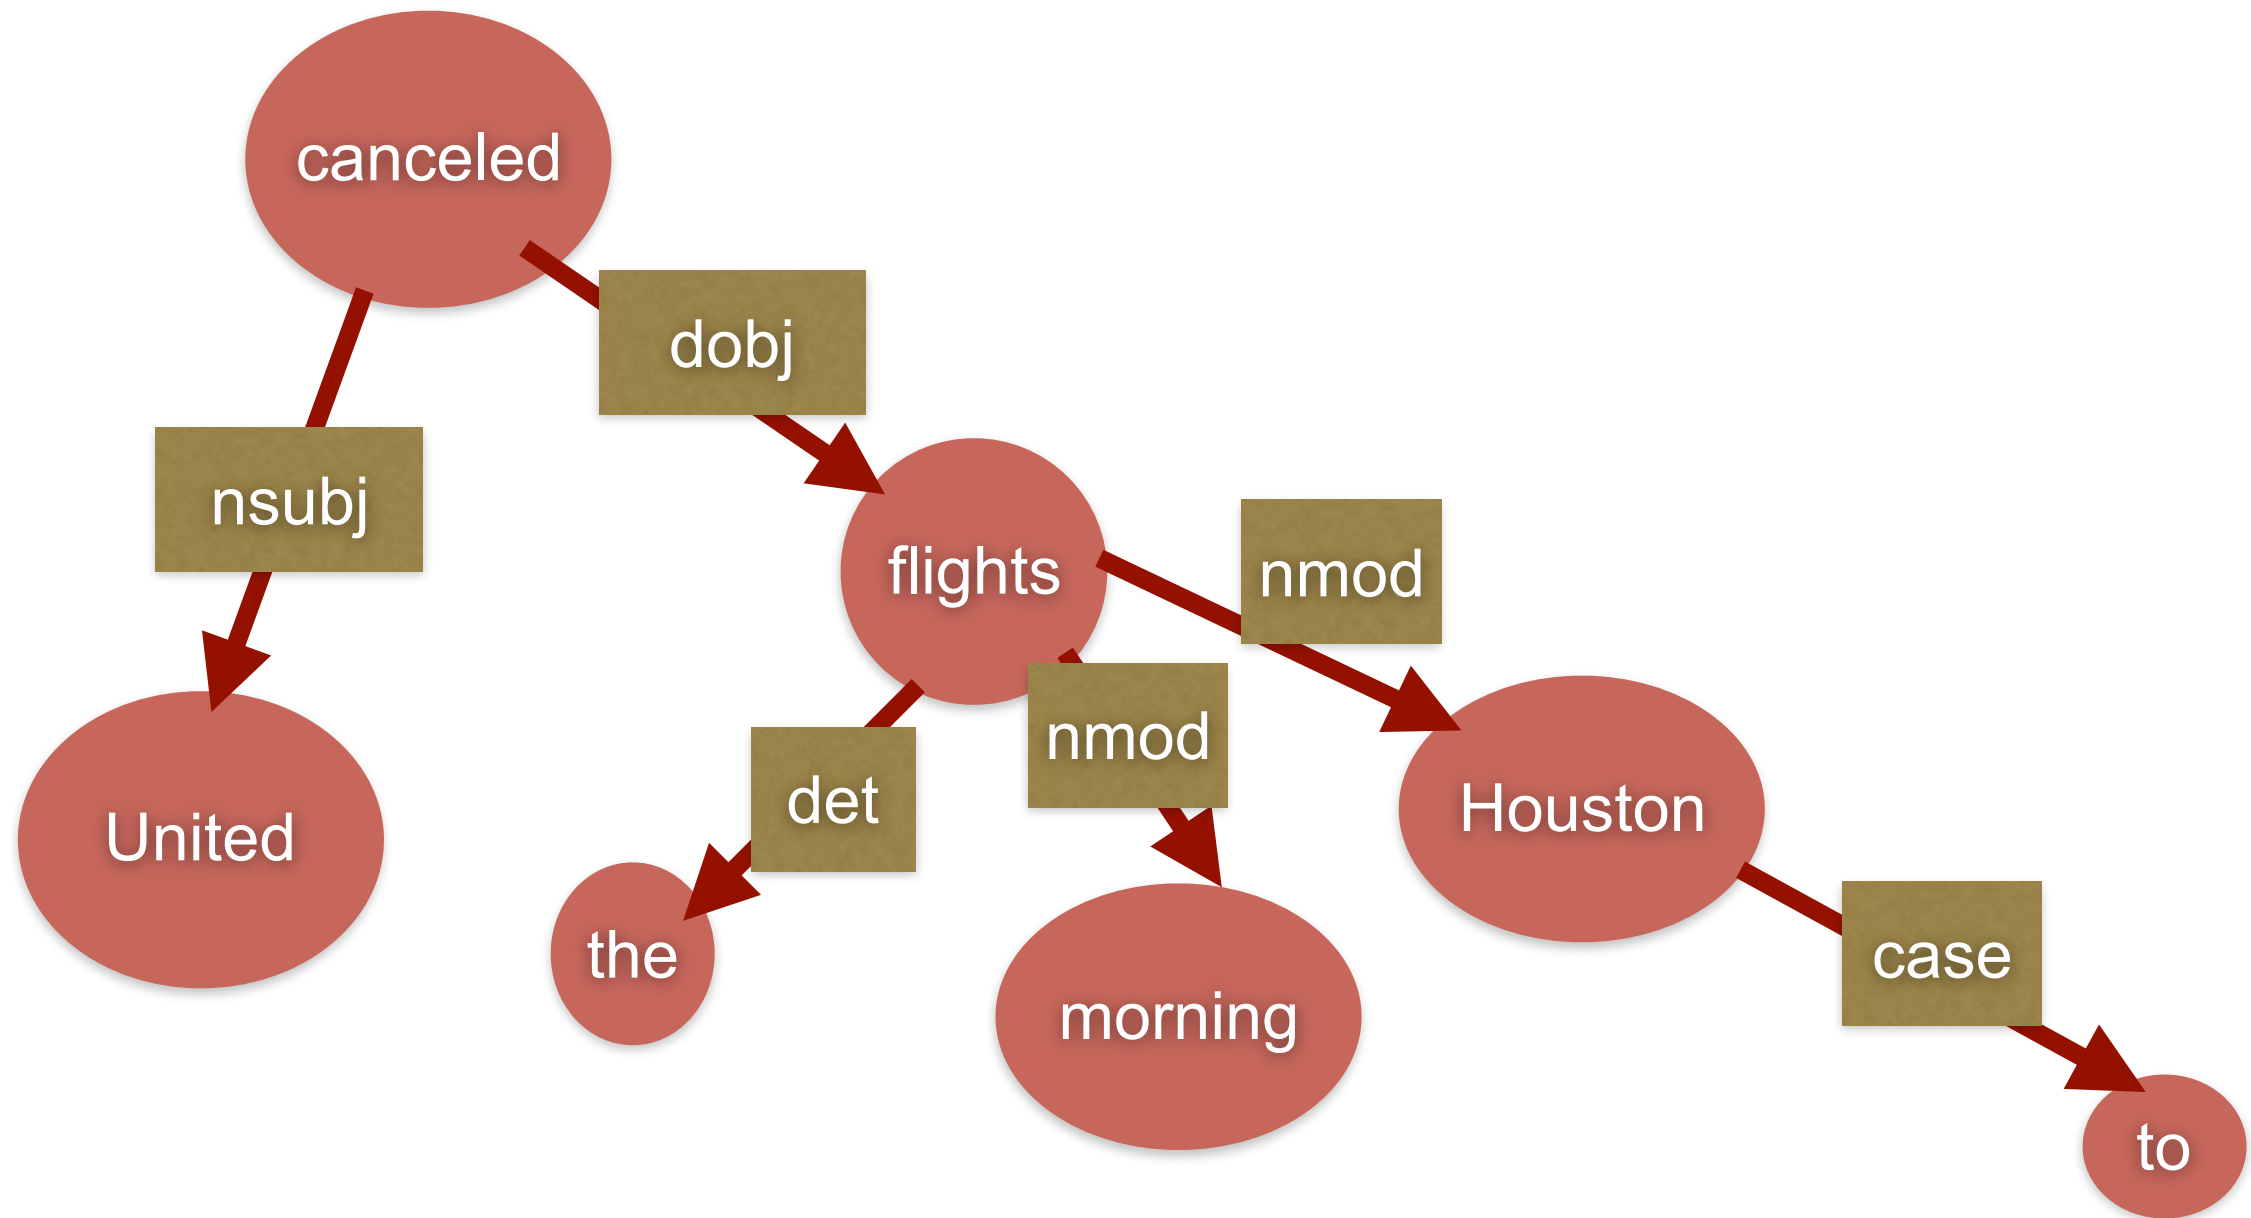 canceled
dobj
nsubj
flights
nmod
nmod
det
United
Houston
the
morning
case
to